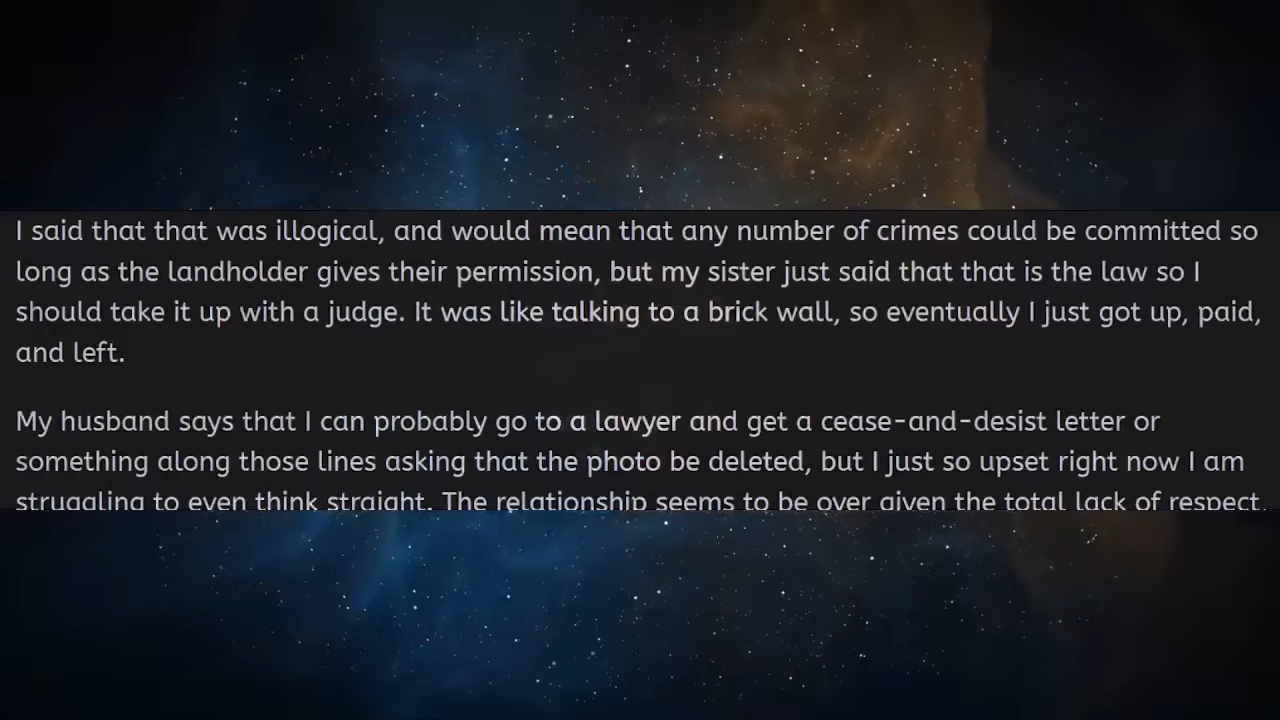 I said that that was illogical, and would mean that any number of crimes could be committed so
long as the landholder gives their permission, but my sister just said that that is the law so I
should take it up with a judge. It was like talking to a brick wall, so eventually I just got up, paid,
and left.
My husband says that I can probably go to a lawyer and get a cease-and-desist letter or
something along those lines asking that the photo be deleted, but I just so upset right now I am
struggling to even think straight. The relationship seems to be over given the total lack of respect.